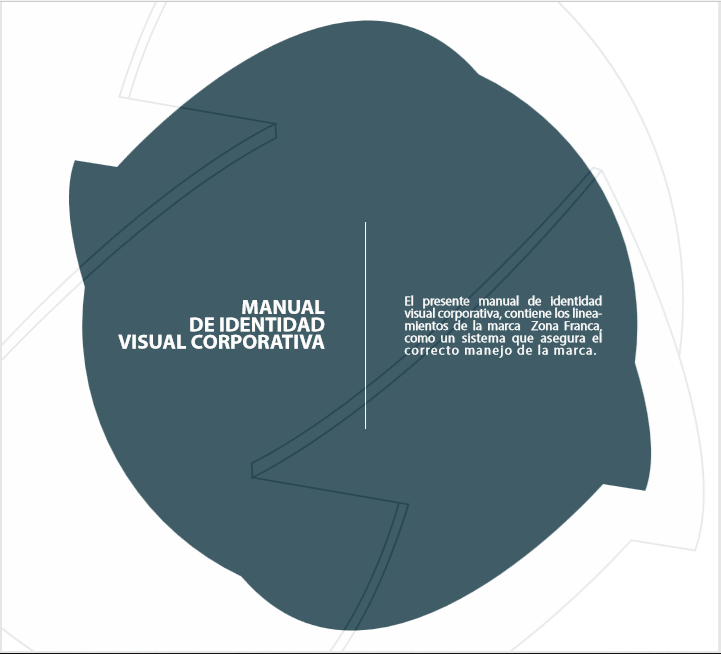 MANUAL
DE IDENTIDAD
VISUAL CORPORATIVA
El presente manual de identidad
visual corporativa, contiene los linea-
mientos de la marca Zona Franca,
como un sistema que asegura el
correcto manejo de la marca.